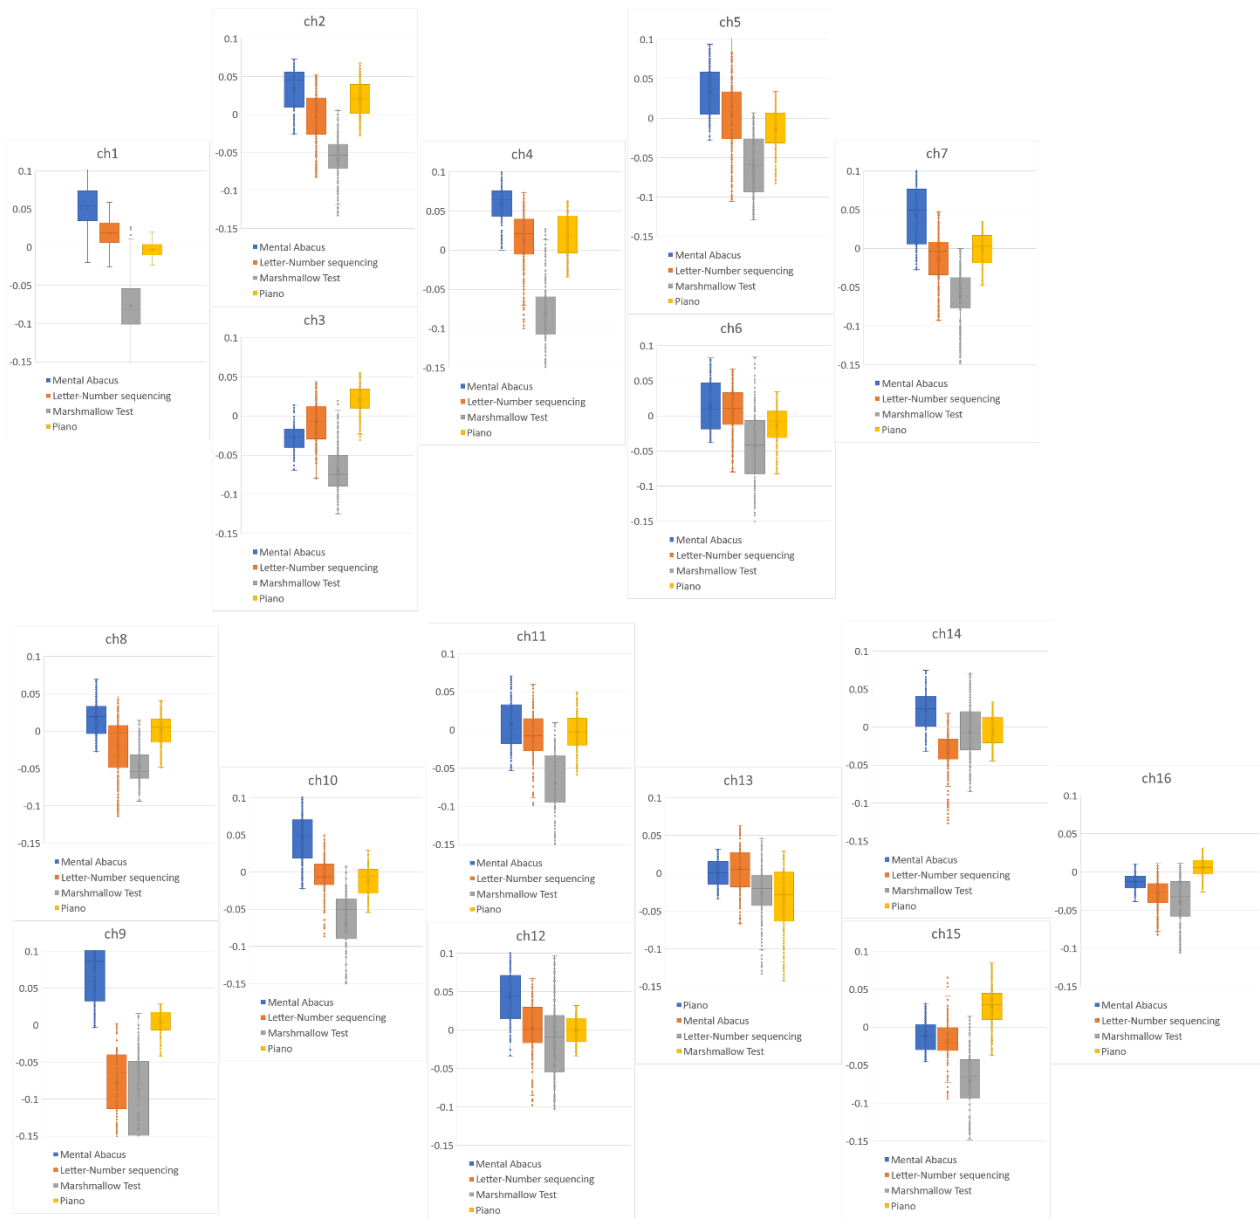 ch1
0.1
0.05
0
-0.05
-0.1
-0.15
Mental Abacus
Letter-Number sequencing
Marshmallow Test
Piano
ch2
0.1
0.05
0
-0.05
-0.1
-0.15
Mental Abacus
Letter-Number sequencing
Marshmallow Test
Piano
ch3
0.1
0.05
0
-0.05
-0.1
-0.15
Mental Abacus
Letter-Number sequencing
Marshmallow Test
Piano
ch4
0.1
0.05
0
-0.05
-0.1
-0.15
Mental Abacus
Letter-Number sequencing
Marshmallow Test
Piano
ch5
0.1
0.05
0
-0.05
-0.1
-0.15
Mental Abacus
Letter-Number sequencing
Marshmallow Test
Piano
ch6
0.1
0.05
0
-0.05
-0.1
-0.15
Mental Abacus
Letter-Number sequencing
Marshmallow Test
Piano
ch7
0.1
0.05
0
-0.05
-0.1
-0.15
Mental Abacus
Letter-Number sequencing
Marshmallow Test
Piano
ch8
0.1
0.05
0
-0.05
-0.1
-0.15
Mental Abacus
Letter-Number sequencing
Marshmallow Test
Piano
ch9
0.1
0.05
0
-0.05
-0.1
-0.15
Mental Abacus
Letter-Number sequencing
Marshmallow Test
Piano
ch10
0.1
0.05
0
-0.05
-0.1
-0.15
Mental Abacus
Letter-Number sequencing
Marshmallow Test
Piano
ch11
0.1
0.05
0
-0.05
-0.1
-0.15
Mental Abacus
Letter-Number sequencing
Marshmallow Test
Piano
ch12
0.1
0.05
0
-0.05
-0.1
-0.15
Mental Abacus
Letter-Number sequencing
Marshmallow Test
Piano
ch13
0.1
0.05
0
-0.05
-0.1
-0.15
Piano
Mental Abacus
Letter-Number sequencing
Marshmallow Test
ch14
0.1
0.05
0
-0.05
-0.1
-0.15
Mental Abacus
Letter-Number sequencing
Marshmallow Test
Piano
ch15
0.1
0.05
0
-0.05
-0.1
-0.15
Mental Abacus
Letter-Number sequencing
Marshmallow Test
Piano
ch16
0.1
0.05
0
-0.05
-0.1
-0.15
Mental Abacus
Letter-Number sequencing
Marshmallow Test
Piano